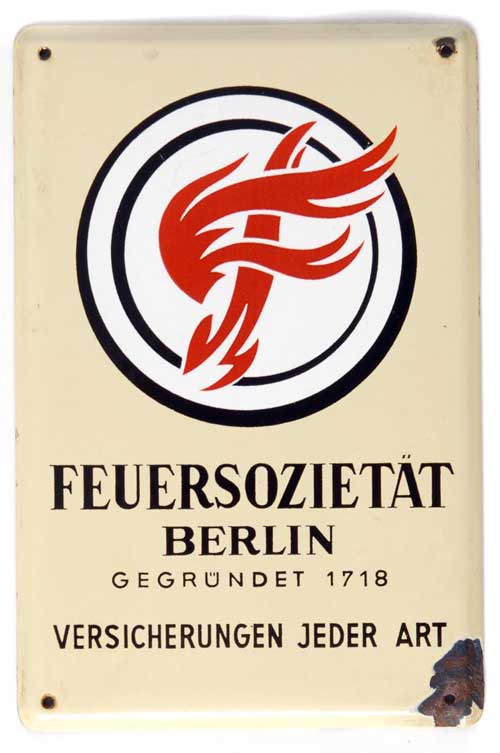 FEUERSOZIETÄT
BERLIN
GEGRÜNDET 1718
VERSICHERUNGEN JEDER ART